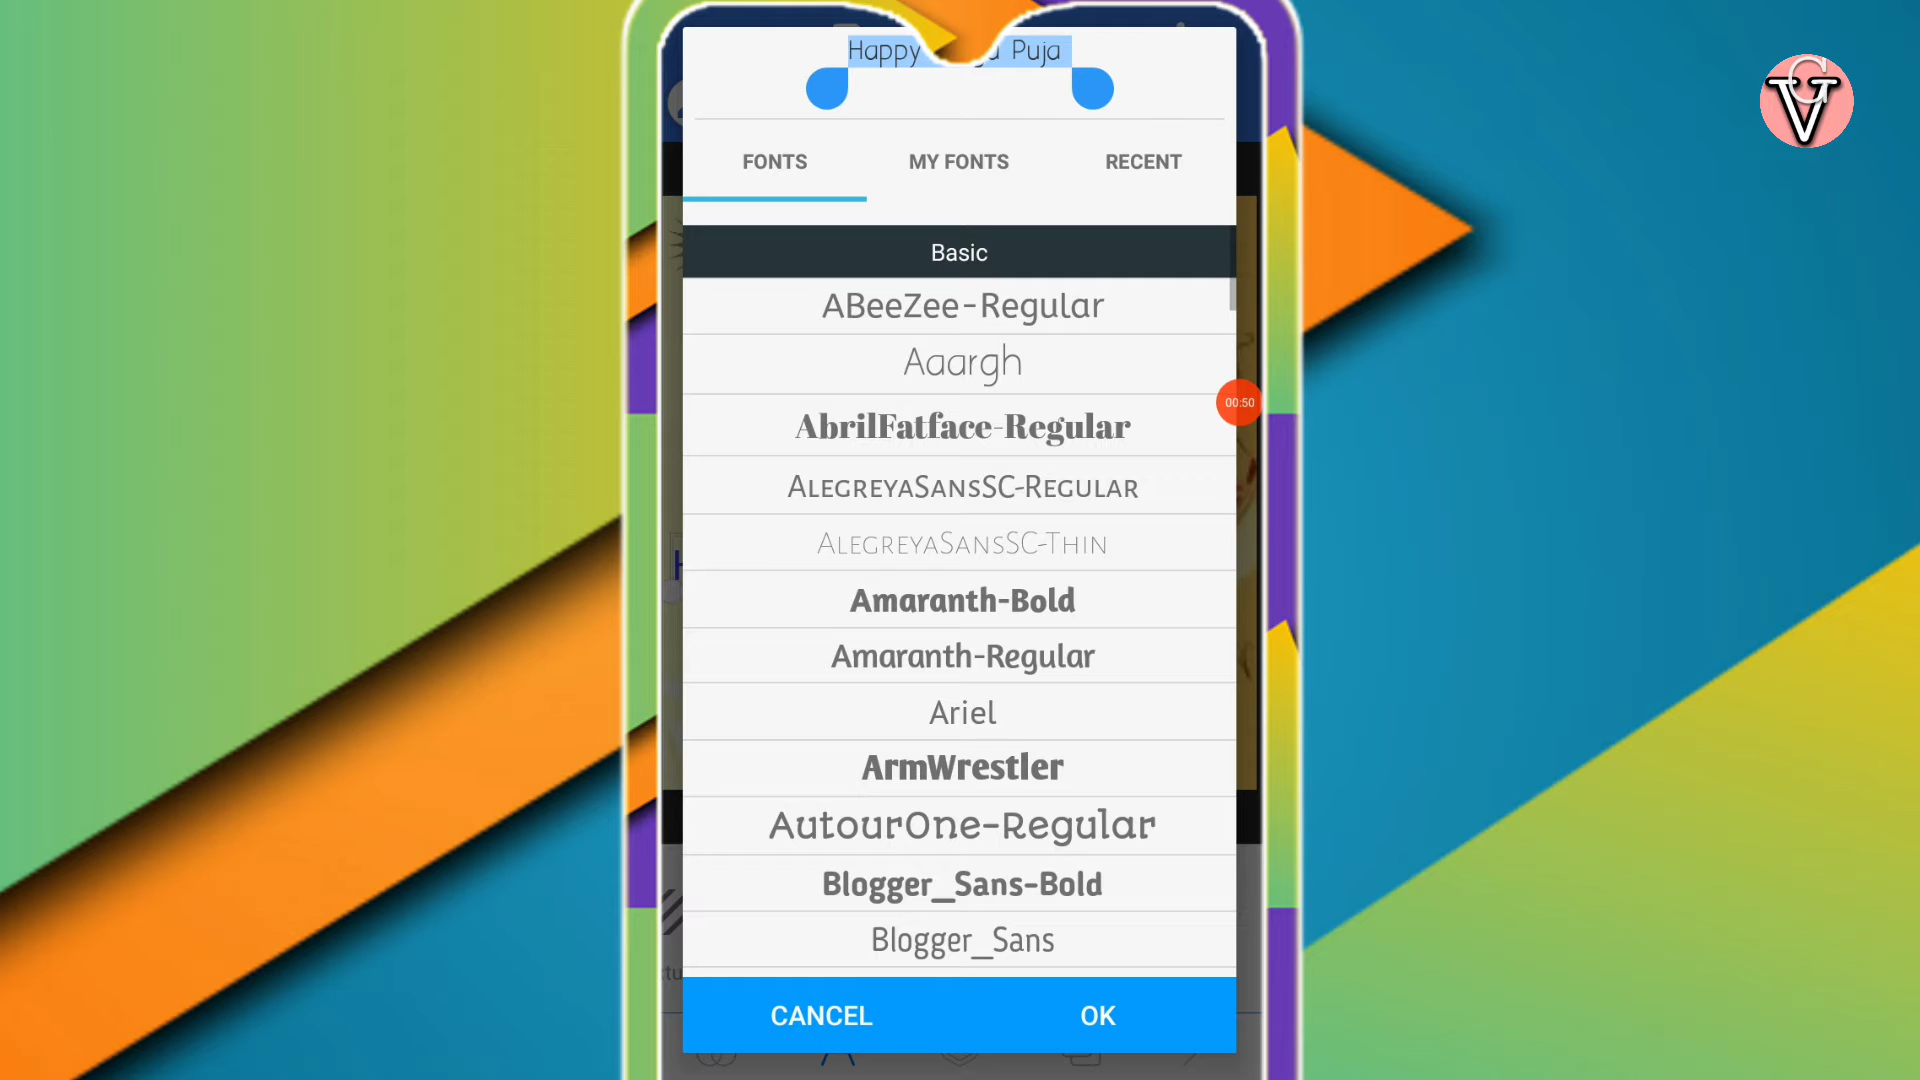 Happy Puja
FONTS MY FONTS RECENT
Basic
ABeeZee-Regular
Aaargh
AbrilFatface-Regular
00:50
AlegreyaSansSC-Regular
AlegreyaSansSC-Thin
Amaranth-Bold
Amaranth-Regular
Ariel
ArmWrestler
AutourOne-Regular
Blogger_Sans-Bold
Blogger_Sans
CANCEL OK